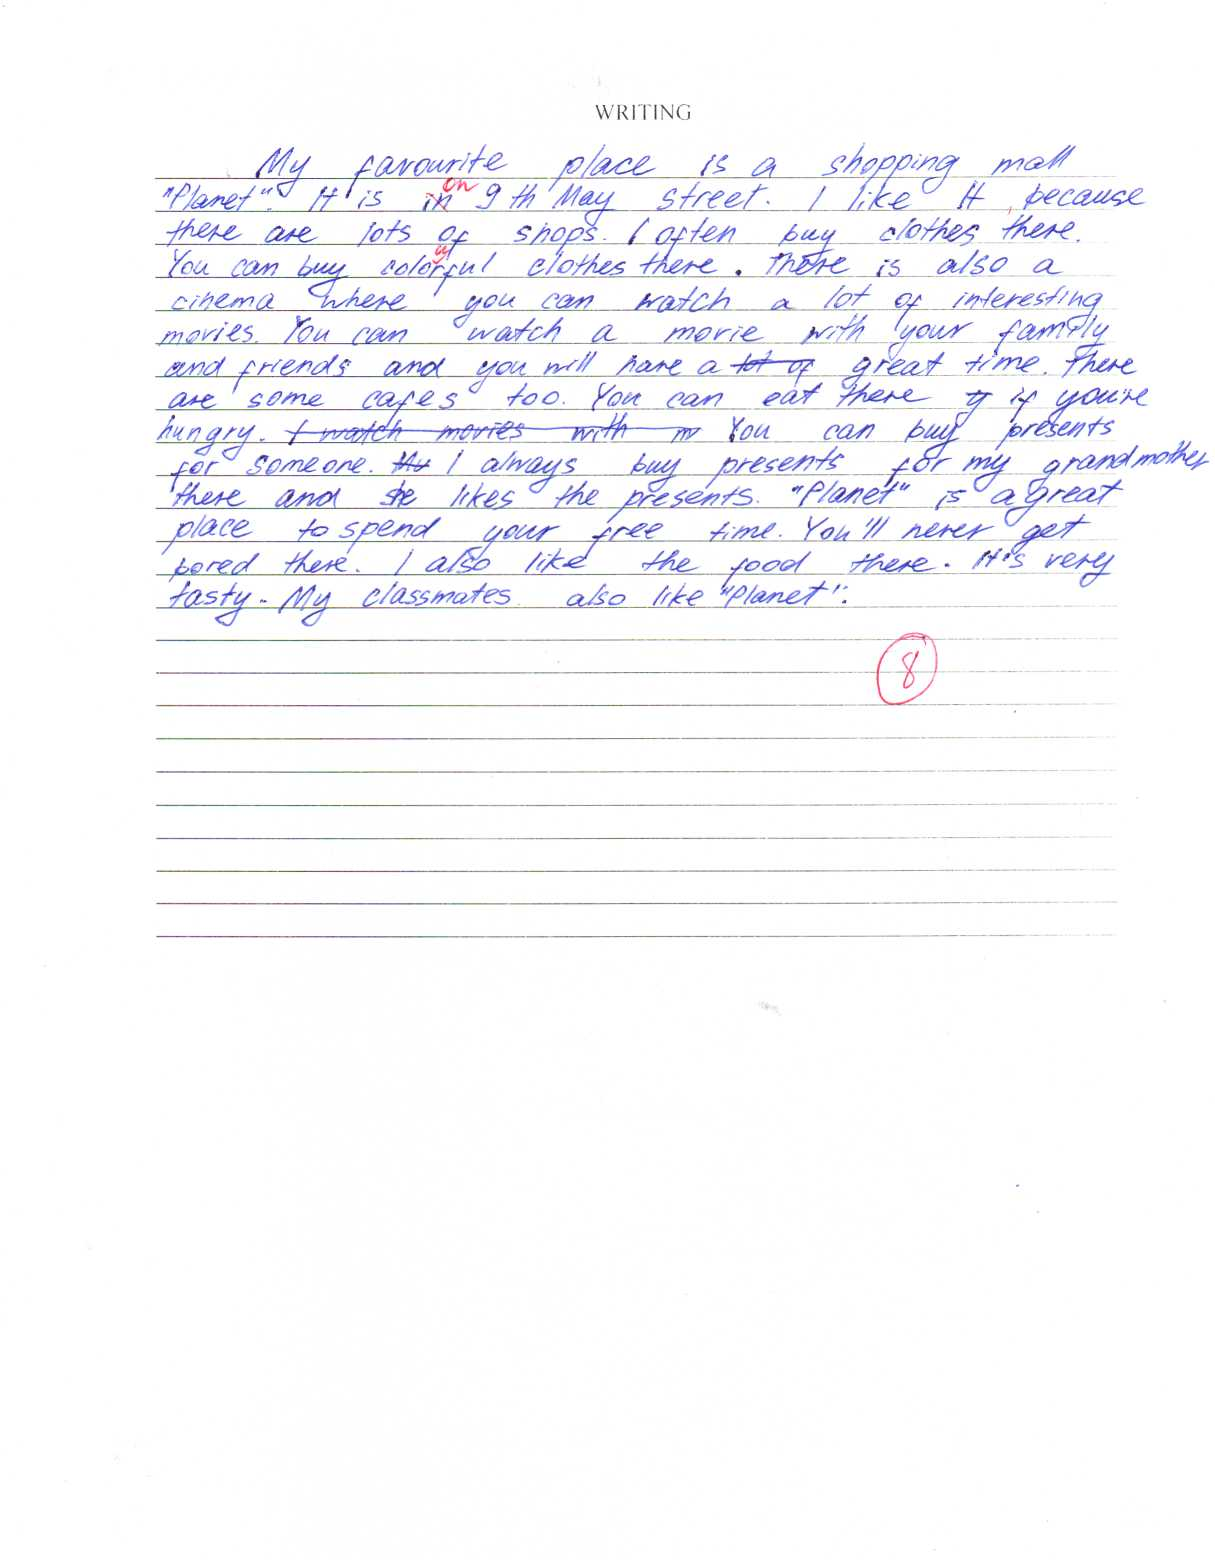 WRITING
My favourite place is a shopping mall
"Planet". It is in on 9 th May street. I like it, because
there are lots of shops. I often buy clothes there.
You can buy colorful u clothes there. There is also a
cinema where you can watch a lot of interesting
movies. You can watch a movie with your family
and friends and you will have a lot of great time. There
are some cafes too. You can eat there if you're
hungry. I watch movies with m You can buy presents
for someone. I always buy presents for my grandmother
there and she likes the presents. "Planet" is a great
place to spend your free time. You'll never get
bored there. I also like the food there. It's very
tasty. My classmates also like "Planet".
8